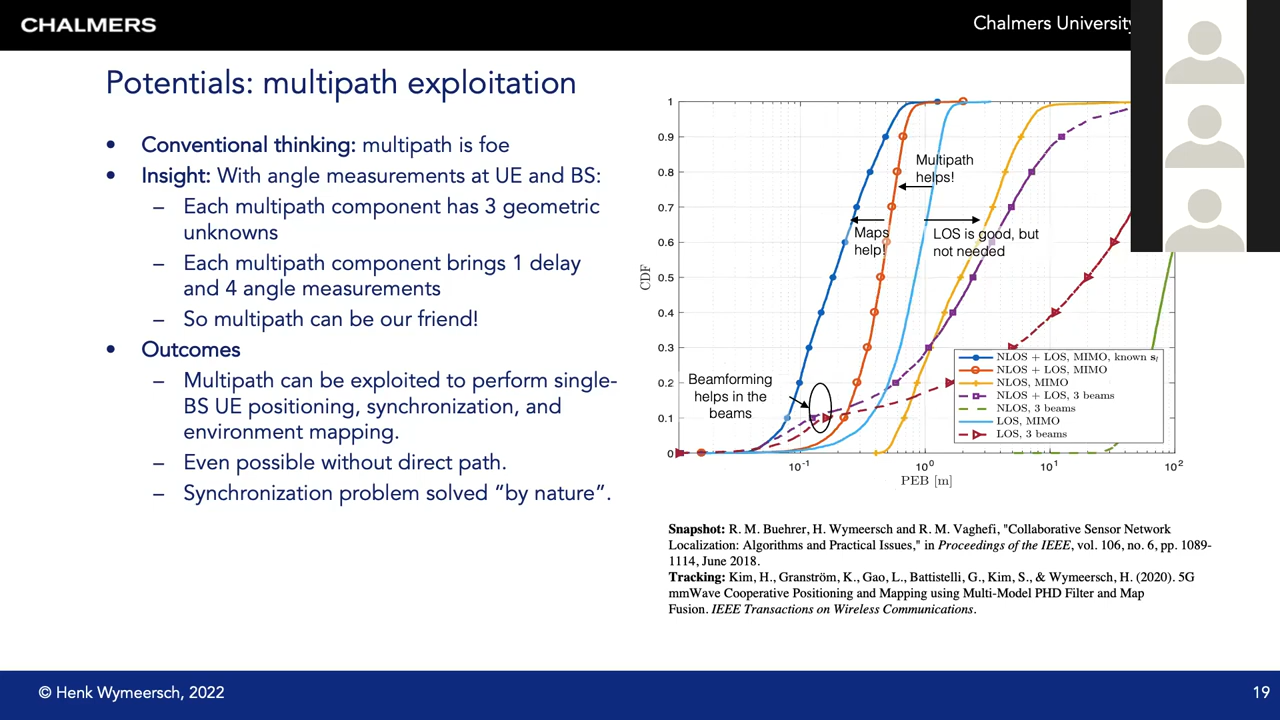 CHALMERS
Chalmers University
Potentials: multipath exploitation
• Conventional thinking: multipath is foe
• Insight: With angle measurements at UE and BS:
– Each multipath component has 3 geometric
unknowns
– Each multipath component brings 1 delay
and 4 angle measurements
– So multipath can be our friend!
• Outcomes
– Multipath can be exploited to perform single-
BS UE positioning, synchronization, and
environment mapping.
– Even possible without direct path.
– Synchronization problem solved “by nature”.
1
0.9
0.8
0.7
0.6
0.5
0.4
0.3
0.2
0.1
0
CDF
Multipath
helps!
Maps
help!
LOS is good, but
not needed
Beamforming
helps in the
beams
NLOS + LOS, MIMO, known sₗ
NLOS + LOS, MIMO
NLOS, MIMO
NLOS + LOS, 3 beams
NLOS, 3 beams
LOS, MIMO
LOS, 3 beams
10⁻¹ 10⁰ 10¹ 10²
PEB [m]
Snapshot: R. M. Buehrer, H. Wymeersch and R. M. Vaghefi, "Collaborative Sensor Network
Localization: Algorithms and Practical Issues," in Proceedings of the IEEE, vol. 106, no. 6, pp. 1089-
1114, June 2018.
Tracking: Kim, H., Granström, K., Gao, L., Battistelli, G., Kim, S., & Wymeersch, H. (2020). 5G
mmWave Cooperative Positioning and Mapping using Multi-Model PHD Filter and Map
Fusion. IEEE Transactions on Wireless Communications.
© Henk Wymeersch, 2022
19